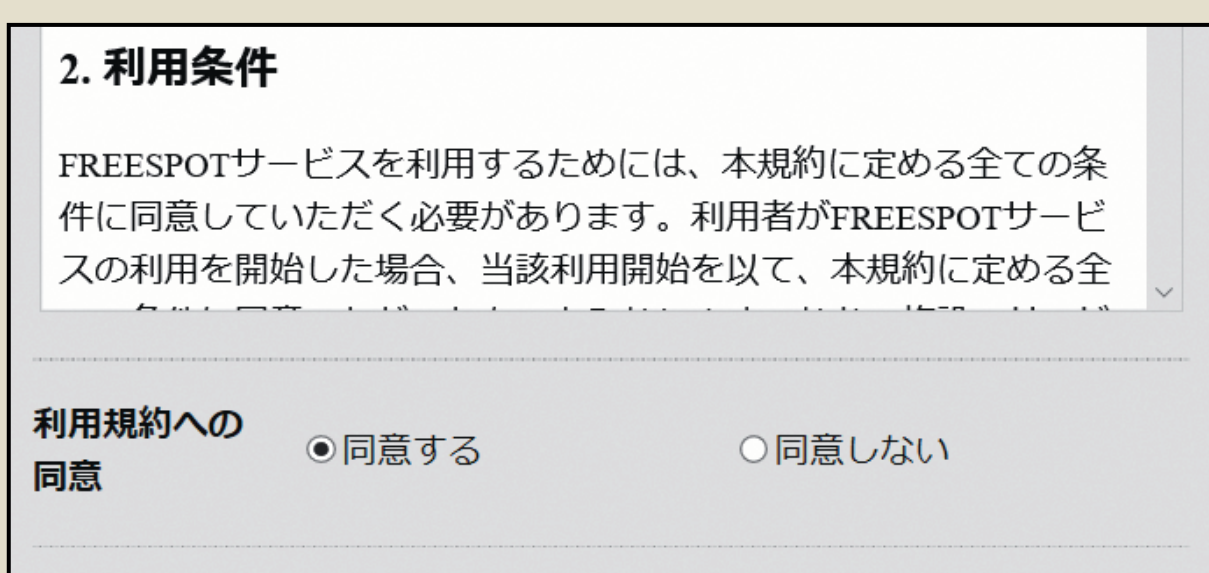 2. 利用条件
FREESPOTサービスを利用するためには、本規約に定める全ての条
件に同意していただく必要があります。利用者がFREESPOTサービ
スの利用を開始した場合、当該利用開始を以て、本規約に定める全
利用規約への
同意
同意する
同意しない